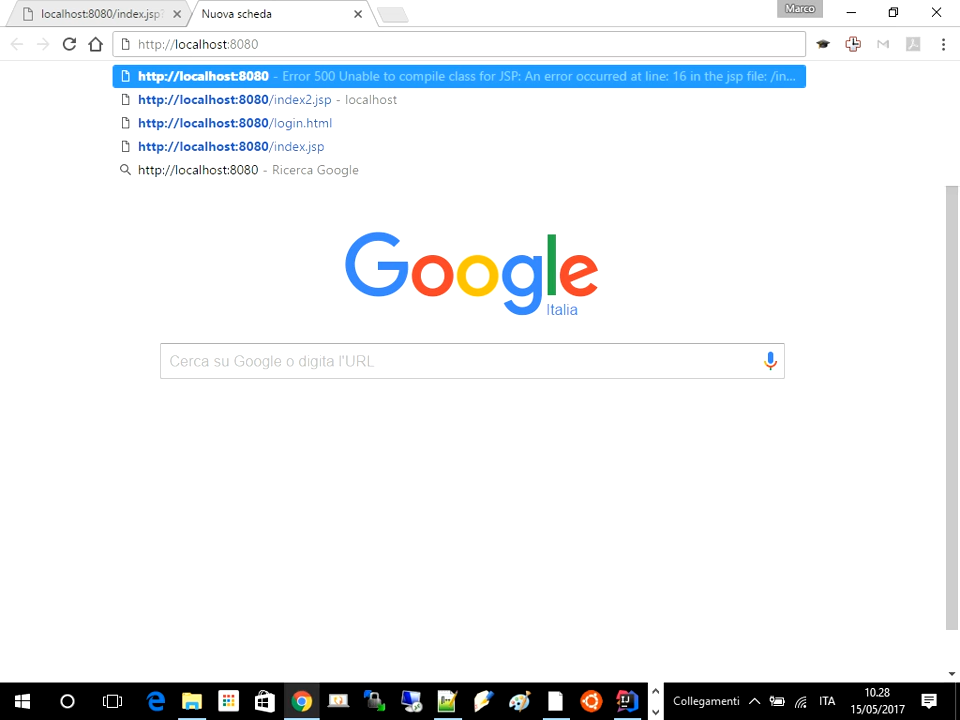 localhost:8080/index.jsp?
Nuova scheda
Marco
http://localhost:8080
http://localhost:8080 - Error 500 Unable to compile class for JSP: An error occurred at line: 16 in the jsp file: /in...
http://localhost:8080/index2.jsp - localhost
http://localhost:8080/login.html
http://localhost:8080/index.jsp
http://localhost:8080 - Ricerca Google
Google
Italia
Cerca su Google o digita l'URL
Collegamenti
ITA
10.28
15/05/2017